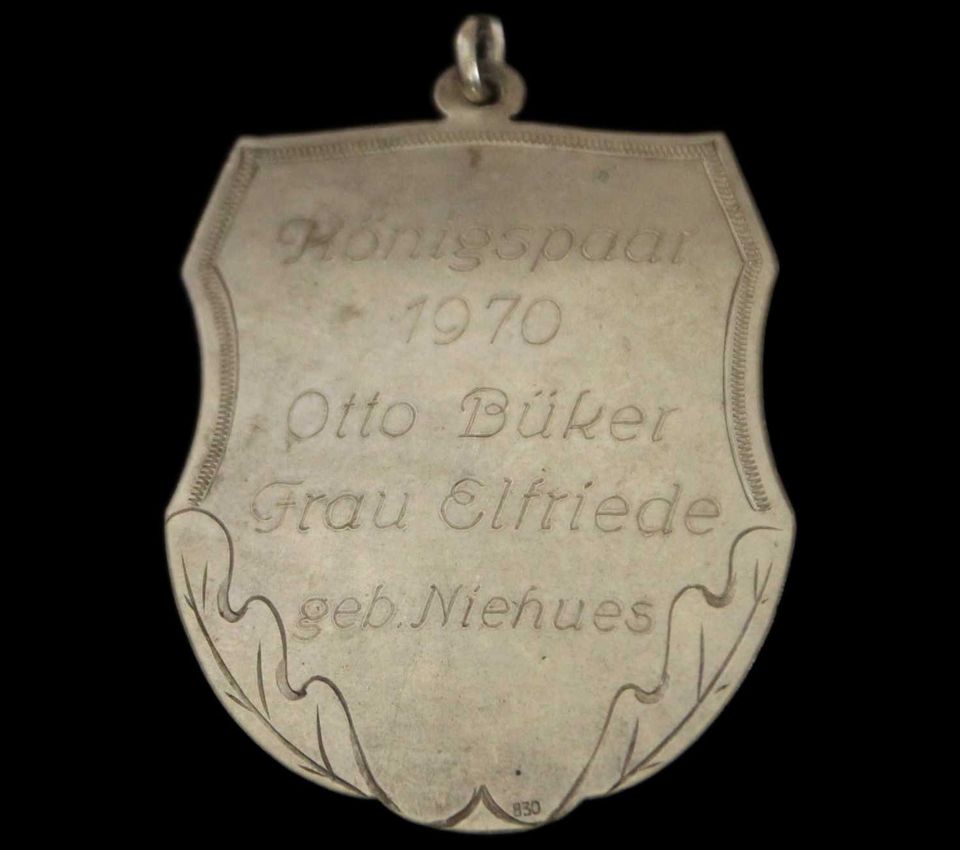 Königspaar
1970
Otto Büker
Frau Elfriede
geb. Niehues
830